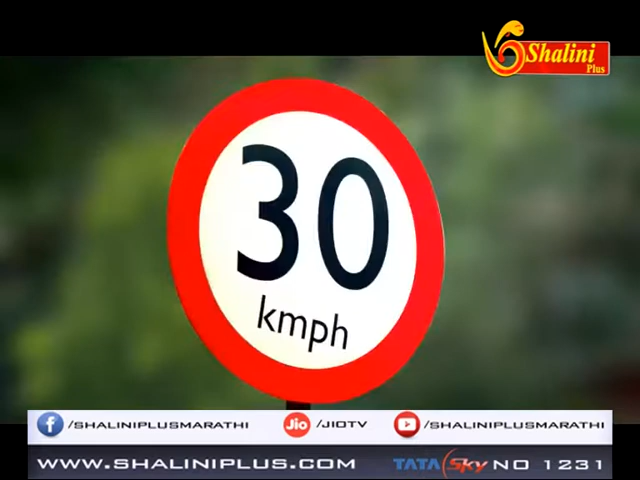 Shalini
Plus
30
kmph
/SHALINIPLUSMARATHI
Jio /JIOTV
/SHALINIPLUSMARATHI
WWW.SHALINIPLUS.COM
TATA Sky NO 1231